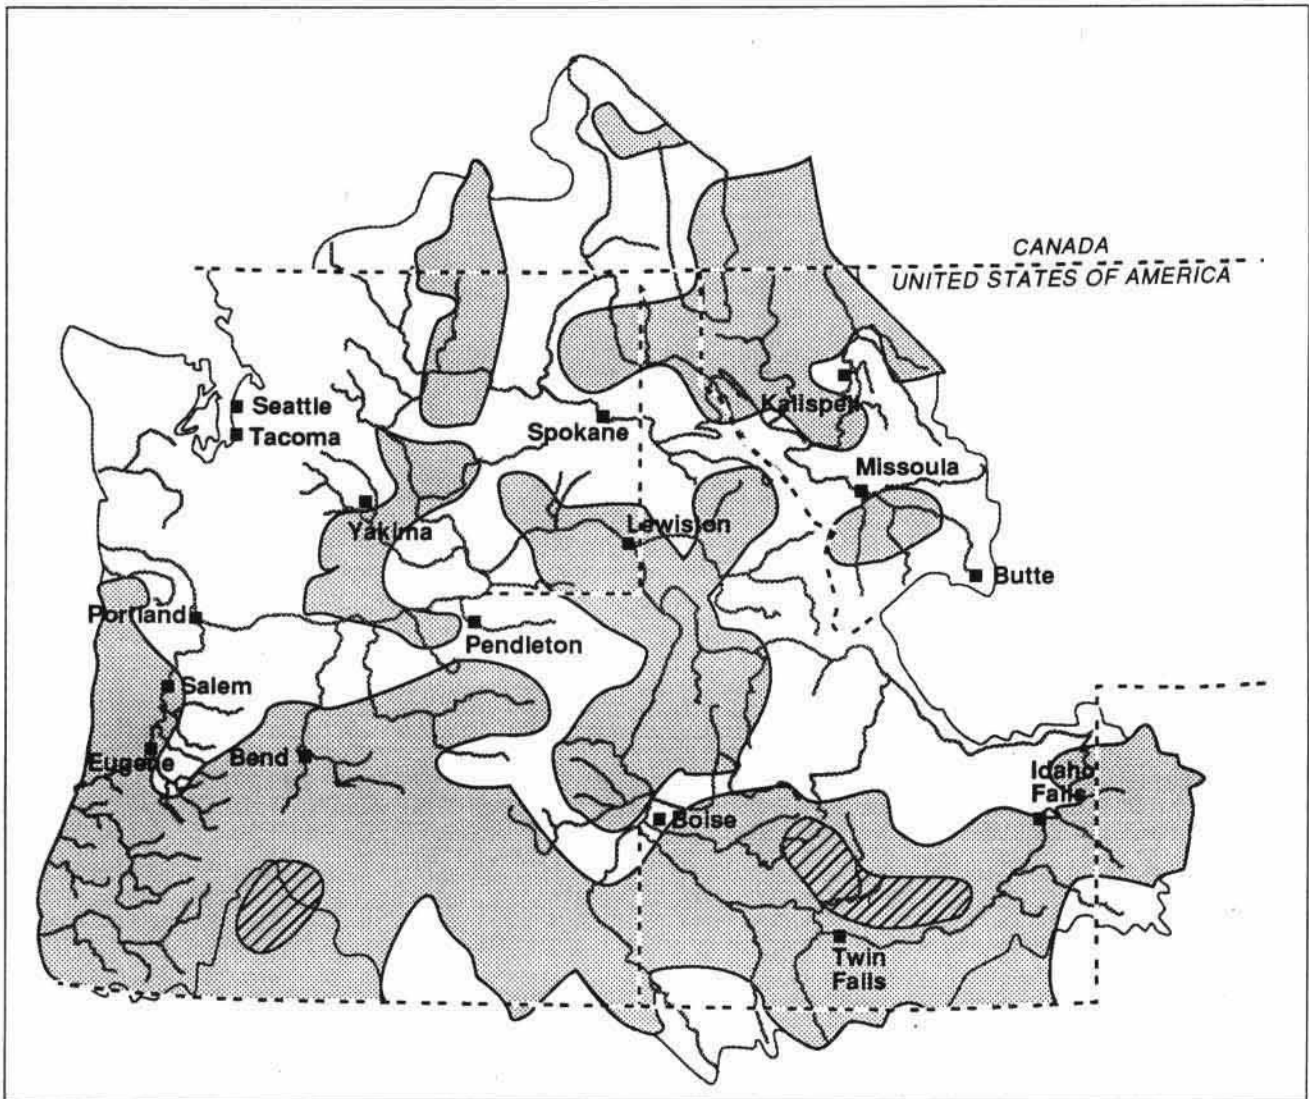 CANADA
UNITED STATES OF AMERICA
Seattle
Tacoma
Spokane
Kalispell
Missoula
Yakima
Lewiston
Butte
Portland
Pendleton
Salem
Eugene
Bend
Idaho
Falls
Boise
Twin
Falls